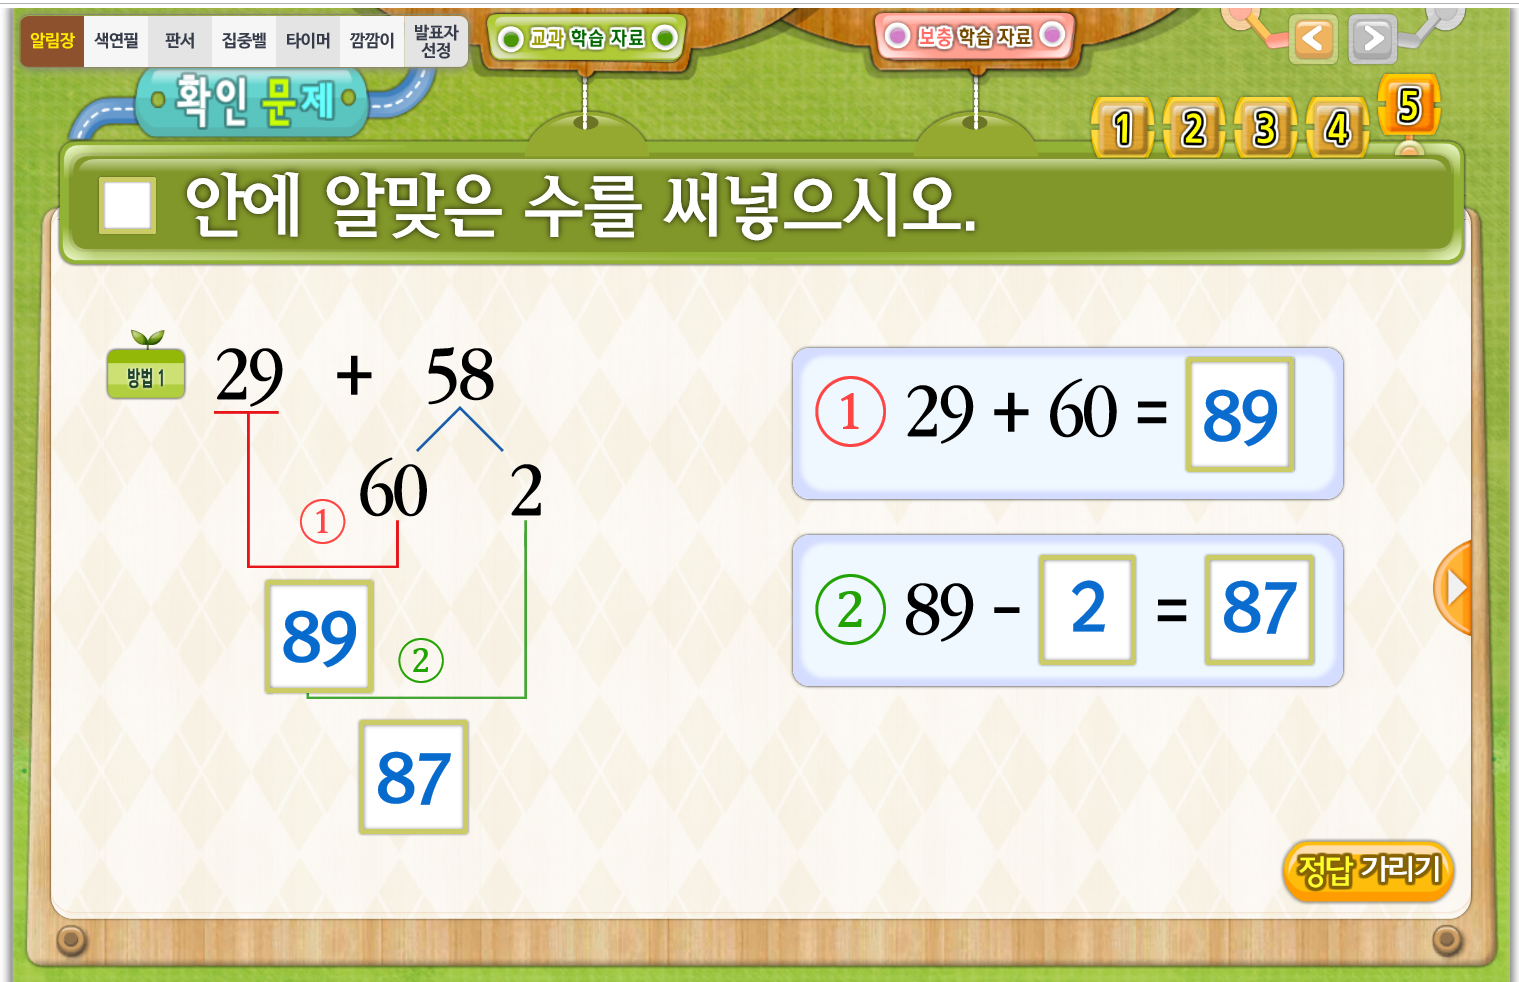 알림장 색연필 판서 집중벨 타이머 깜깜이 발표자 선정
교과 학습 자료
보충 학습 자료
확인 문제
1 2 3 4 5
안에 알맞은 수를 써넣으시오.
방법 1
29 + 58
60 2
①
89
②
87
① 29 + 60 = 89
② 89 - 2 = 87
정답 가리기